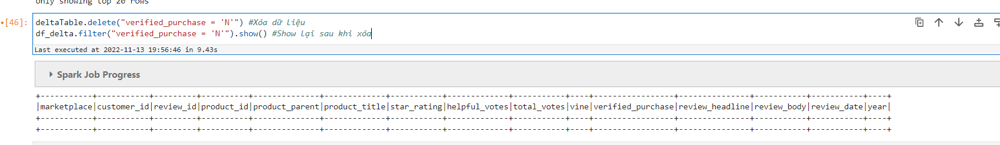 only showing top 20 rows
[46]: deltaTable.delete("verified_purchase = 'N'") #Xóa dữ liệu
df_delta.filter("verified_purchase = 'N'").show() #Show lại sau khi xóa
Last executed at 2022-11-13 19:56:46 in 9.43s
Spark Job Progress
+-----------+-----------+---------+----------+--------------+-------------+-----------+-------------+-----------+----+-----------------+---------------+-----------+-----------+----+
|marketplace|customer_id|review_id|product_id|product_parent|product_title|star_rating|helpful_votes|total_votes|vine|verified_purchase|review_headline|review_body|review_date|year|
+-----------+-----------+---------+----------+--------------+-------------+-----------+-------------+-----------+----+-----------------+---------------+-----------+-----------+----+
+-----------+-----------+---------+----------+--------------+-------------+-----------+-------------+-----------+----+-----------------+---------------+-----------+-----------+----+